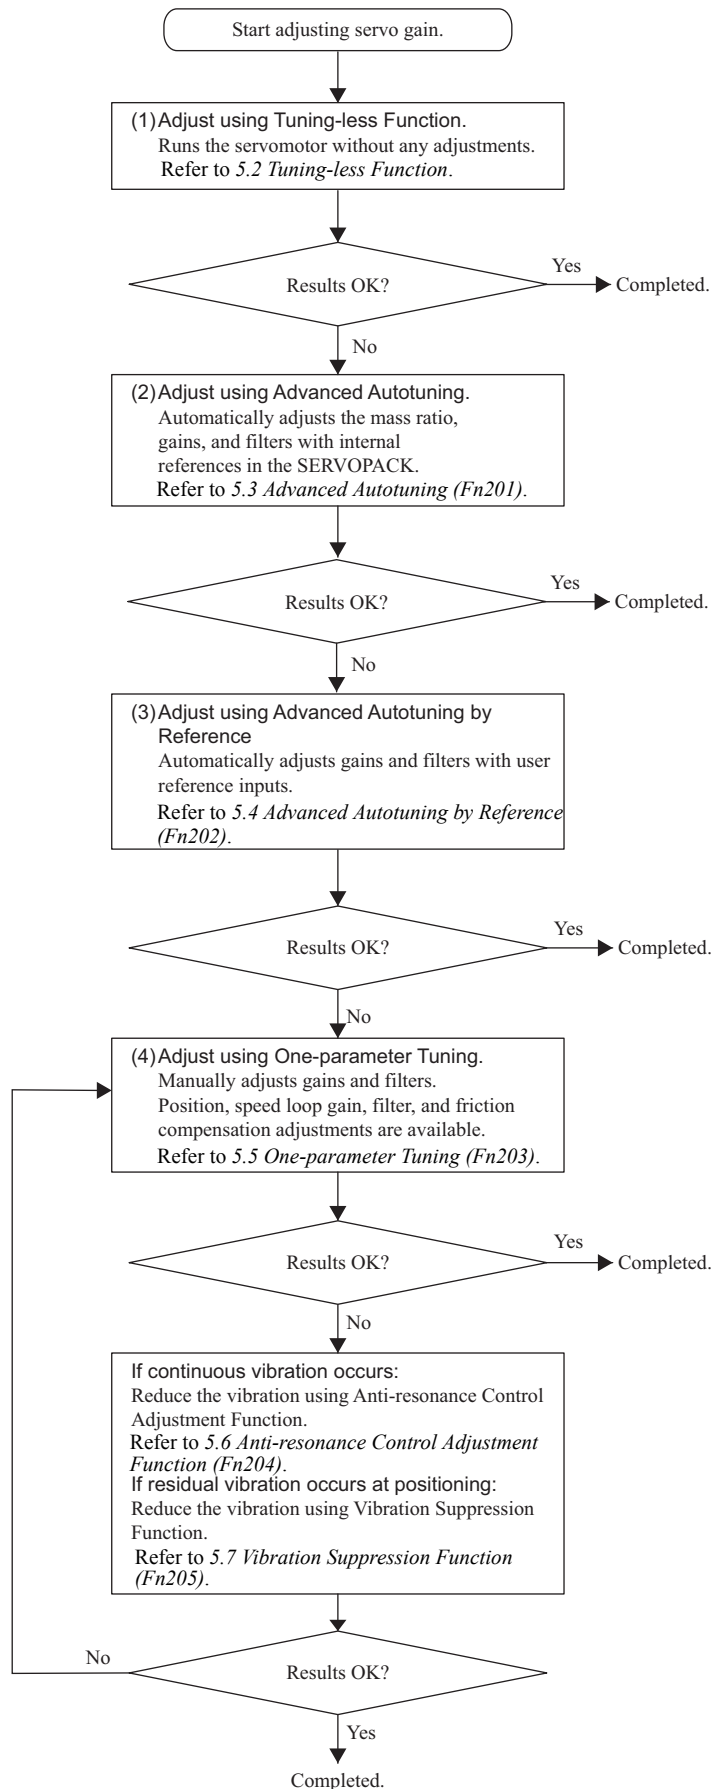 Start adjusting servo gain.
(1) Adjust using Tuning-less Function.
Runs the servomotor without any adjustments.
Refer to 5.2 Tuning-less Function.
Results OK?
Yes
Completed.
No
(2) Adjust using Advanced Autotuning.
Automatically adjusts the mass ratio,
gains, and filters with internal
references in the SERVOPACK.
Refer to 5.3 Advanced Autotuning (Fn201).
Results OK?
Yes
Completed.
No
(3) Adjust using Advanced Autotuning by
Reference
Automatically adjusts gains and filters with user
reference inputs.
Refer to 5.4 Advanced Autotuning by Reference
(Fn202).
Results OK?
Yes
Completed.
No
(4) Adjust using One-parameter Tuning.
Manually adjusts gains and filters.
Position, speed loop gain, filter, and friction
compensation adjustments are available.
Refer to 5.5 One-parameter Tuning (Fn203).
Results OK?
Yes
Completed.
No
If continuous vibration occurs:
Reduce the vibration using Anti-resonance Control
Adjustment Function.
Refer to 5.6 Anti-resonance Control Adjustment
Function (Fn204).
If residual vibration occurs at positioning:
Reduce the vibration using Vibration Suppression
Function.
Refer to 5.7 Vibration Suppression Function
(Fn205).
No
Results OK?
Yes
Completed.